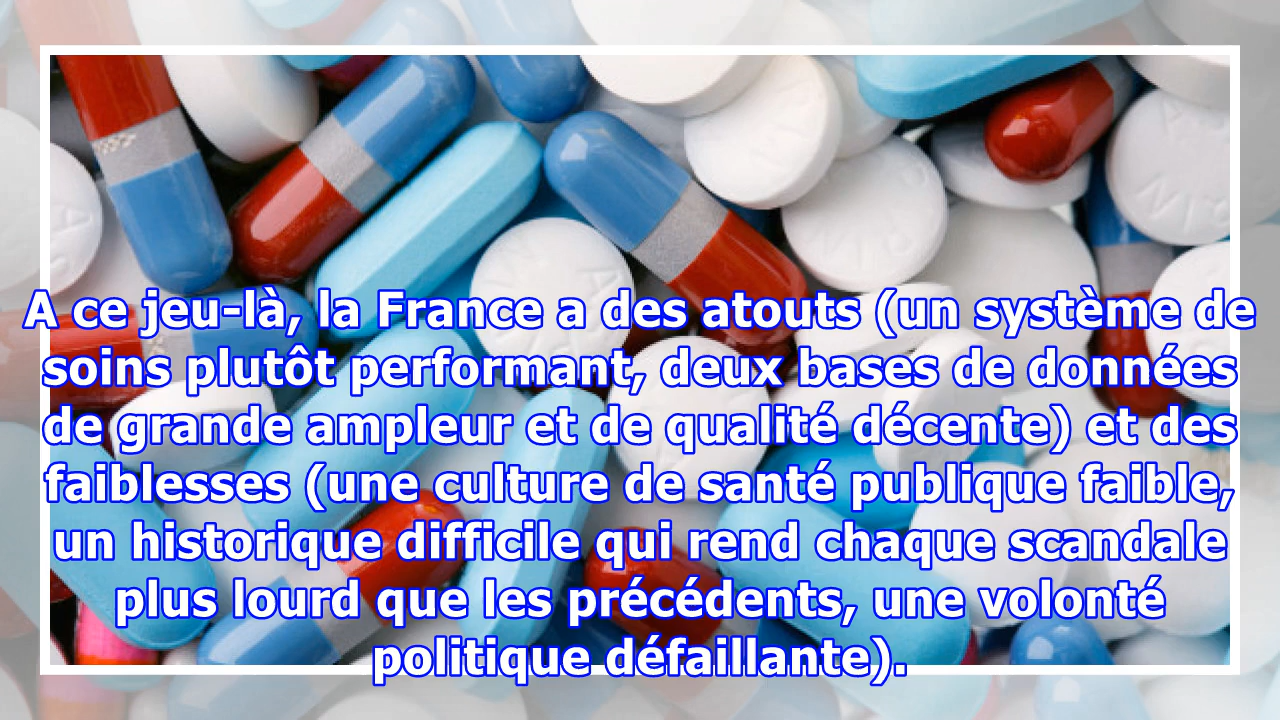 A ce jeu-là, la France a des atouts (un système de
soins plutôt performant, deux bases de données
de grande ampleur et de qualité décente) et des
faiblesses (une culture de santé publique faible,
un historique difficile qui rend chaque scandale
plus lourd que les précédents, une volonté
politique défaillante).